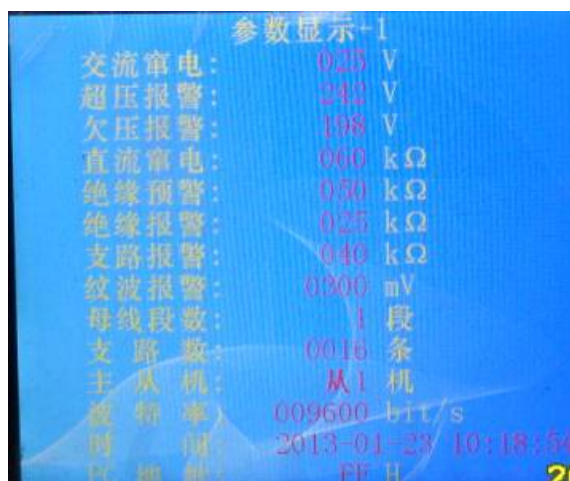 参数显示-1
交流窜电: 025 V
超压报警: 242 V
欠压报警: 198 V
直流窜电: 060 kΩ
绝缘预警: 050 kΩ
绝缘报警: 025 kΩ
支路报警: 040 kΩ
纹波报警: 0300 mV
母线段数: 1 段
支路数: 0016 条
主从机: 从1 机
波特率: 009600 bit/s
时间: 2013-01-23 10:18:54
地 FF H
20